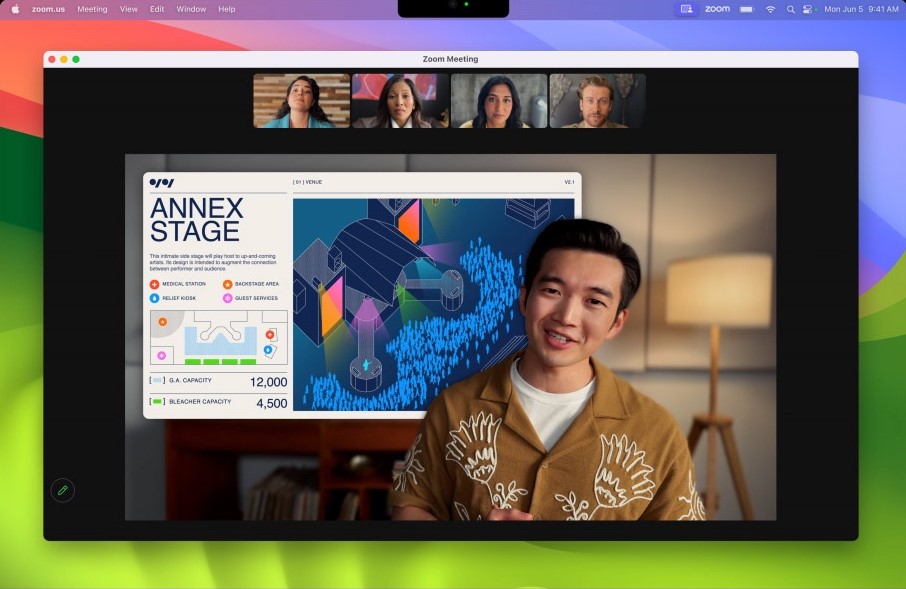 zoom.us Meeting View Edit Window Help
zoom Mon Jun 5 9:41 AM
Zoom Meeting
[ 01 ] VENUE
V2.1
ANNEX
STAGE
This intimate side stage will play host to up-and-coming
artists. Its design is intended to augment the connection
between performer and audience.
MEDICAL STATION
BACKSTAGE AREA
RELIEF KIOSK
GUEST SERVICES
G.A. CAPACITY 12,000
BLEACHER CAPACITY 4,500